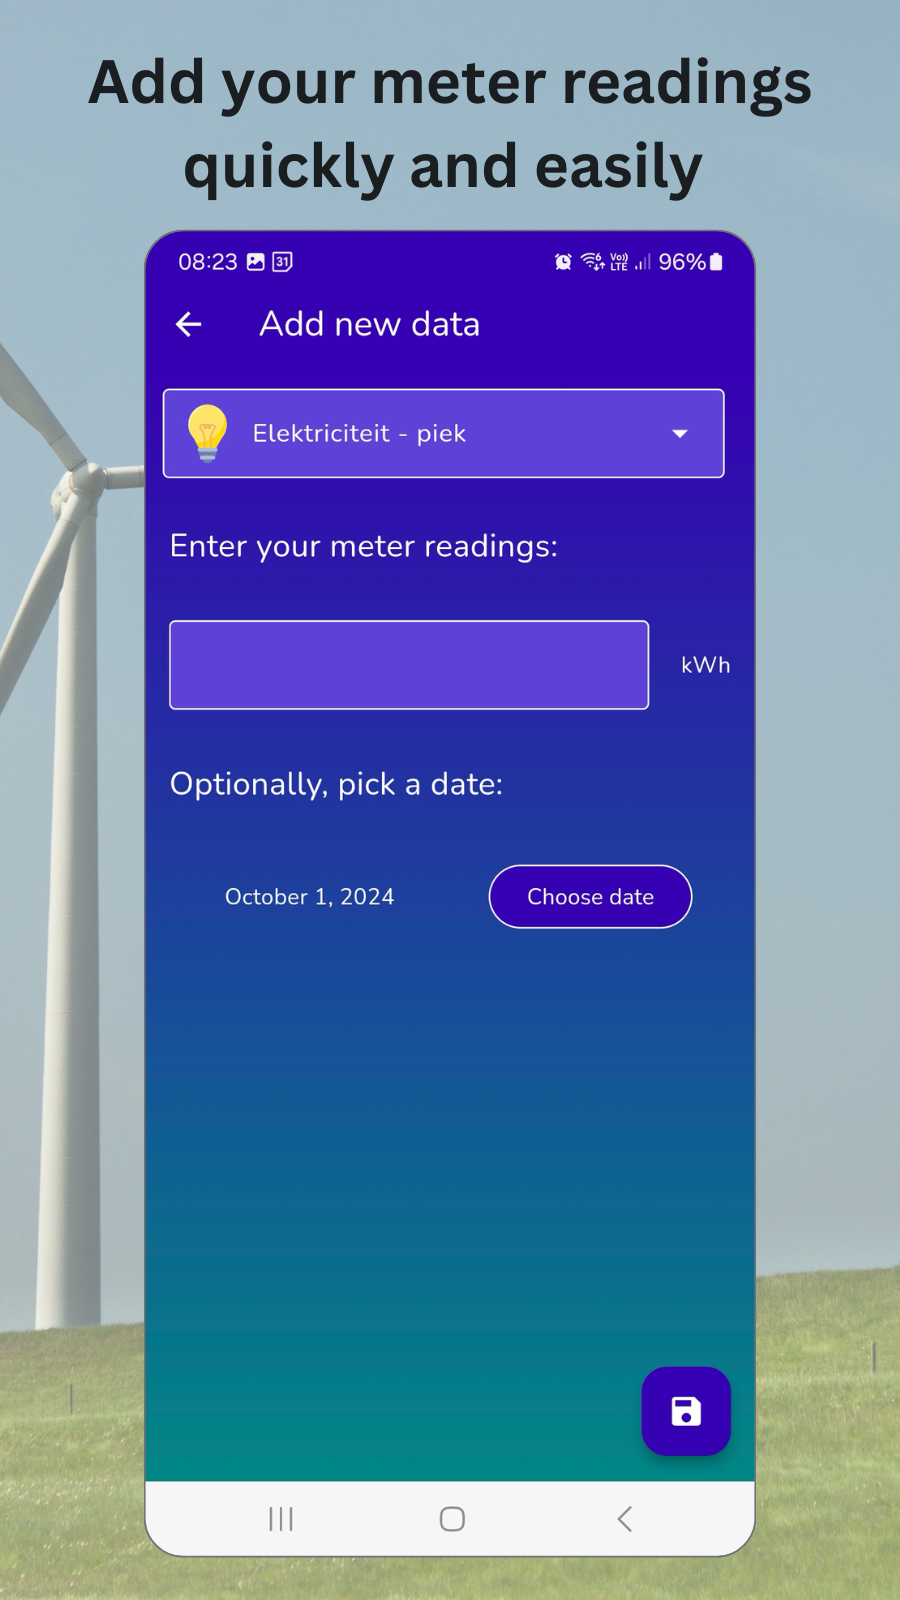 Add your meter readings
quickly and easily
08:23 31 6 Vo)) LTE 96%
Add new data
Elektriciteit - piek
Enter your meter readings:
kWh
Optionally, pick a date:
October 1, 2024 Choose date